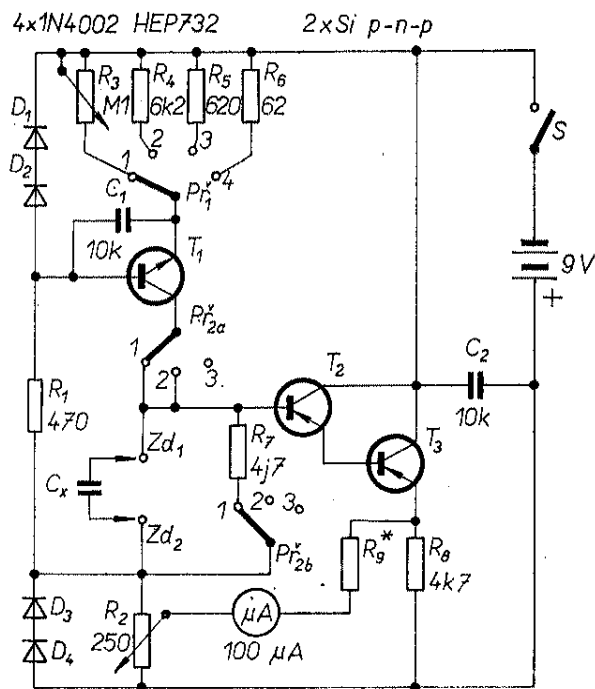 4x1N4002 HEP732 2xSi p-n-p
R3 M1
R4 6k2
R5 620
R6 62
D1
D2
1 2 3 4
Př1
C1
10k
T1
S
9V
+
Př2a
1 2 3
R1
470
T2
C2
10k
T3
Zd1
Cx
Zd2
R7
4j7
1 2 3
Př2b
R9*
R8
4k7
D3
D4
R2
250
µA
100 µA